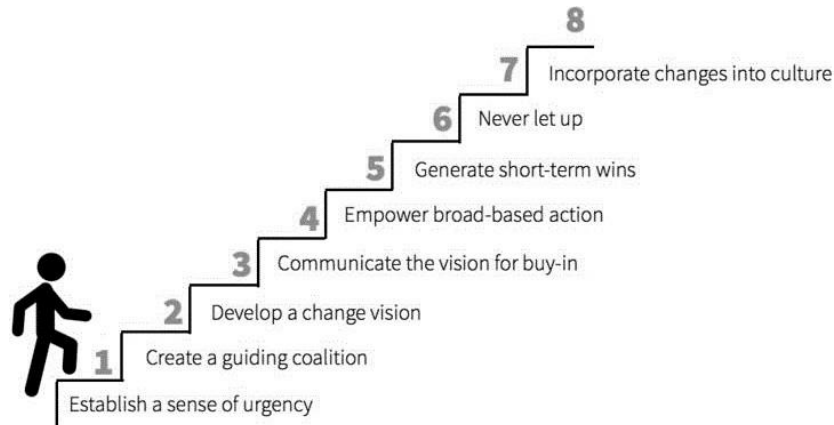 8
7
Incorporate changes into culture
6
Never let up
5
Generate short-term wins
4
Empower broad-based action
3
Communicate the vision for buy-in
2
Develop a change vision
1
Create a guiding coalition
Establish a sense of urgency